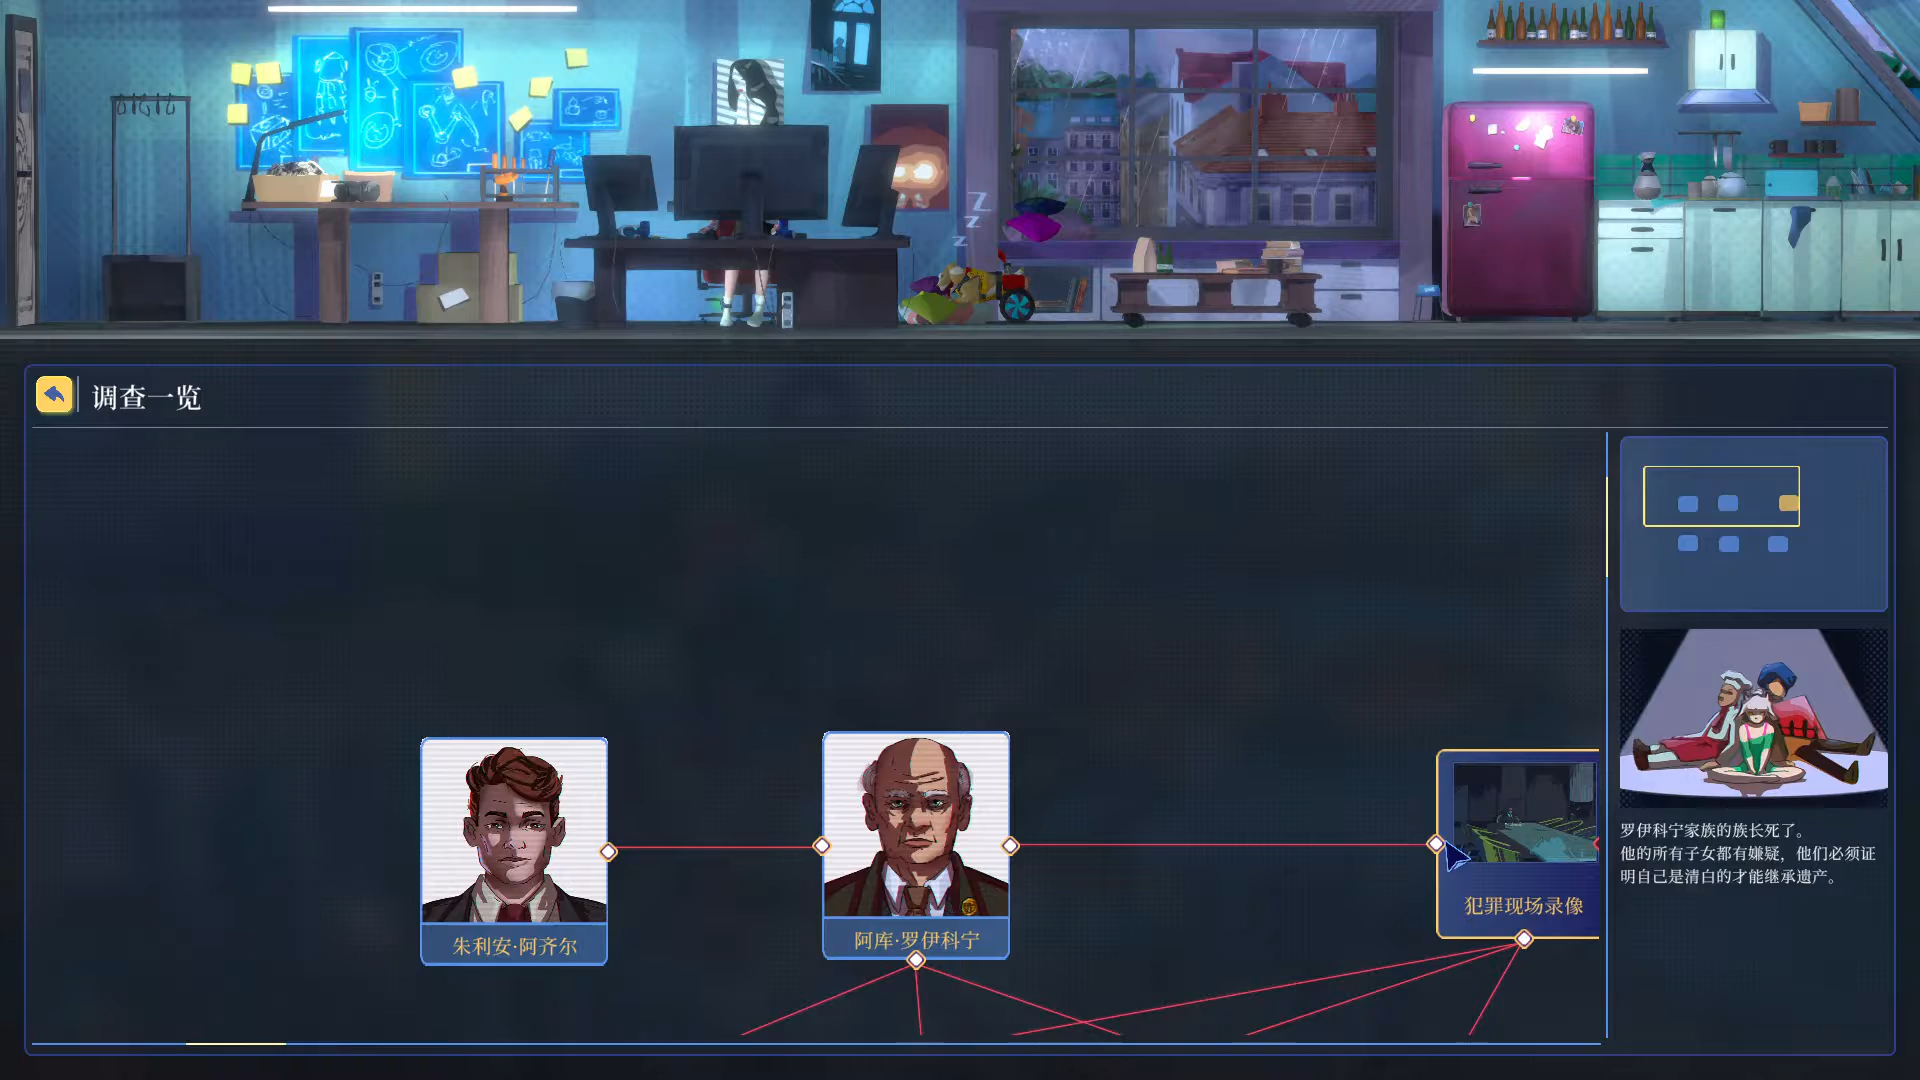 z
z
z
调查一览
朱利安·阿齐尔
阿库·罗伊科宁
犯罪现场录像
罗伊科宁家族的族长死了。
他的所有子女都有嫌疑，他们必须证
明自己是清白的才能继承遗产。